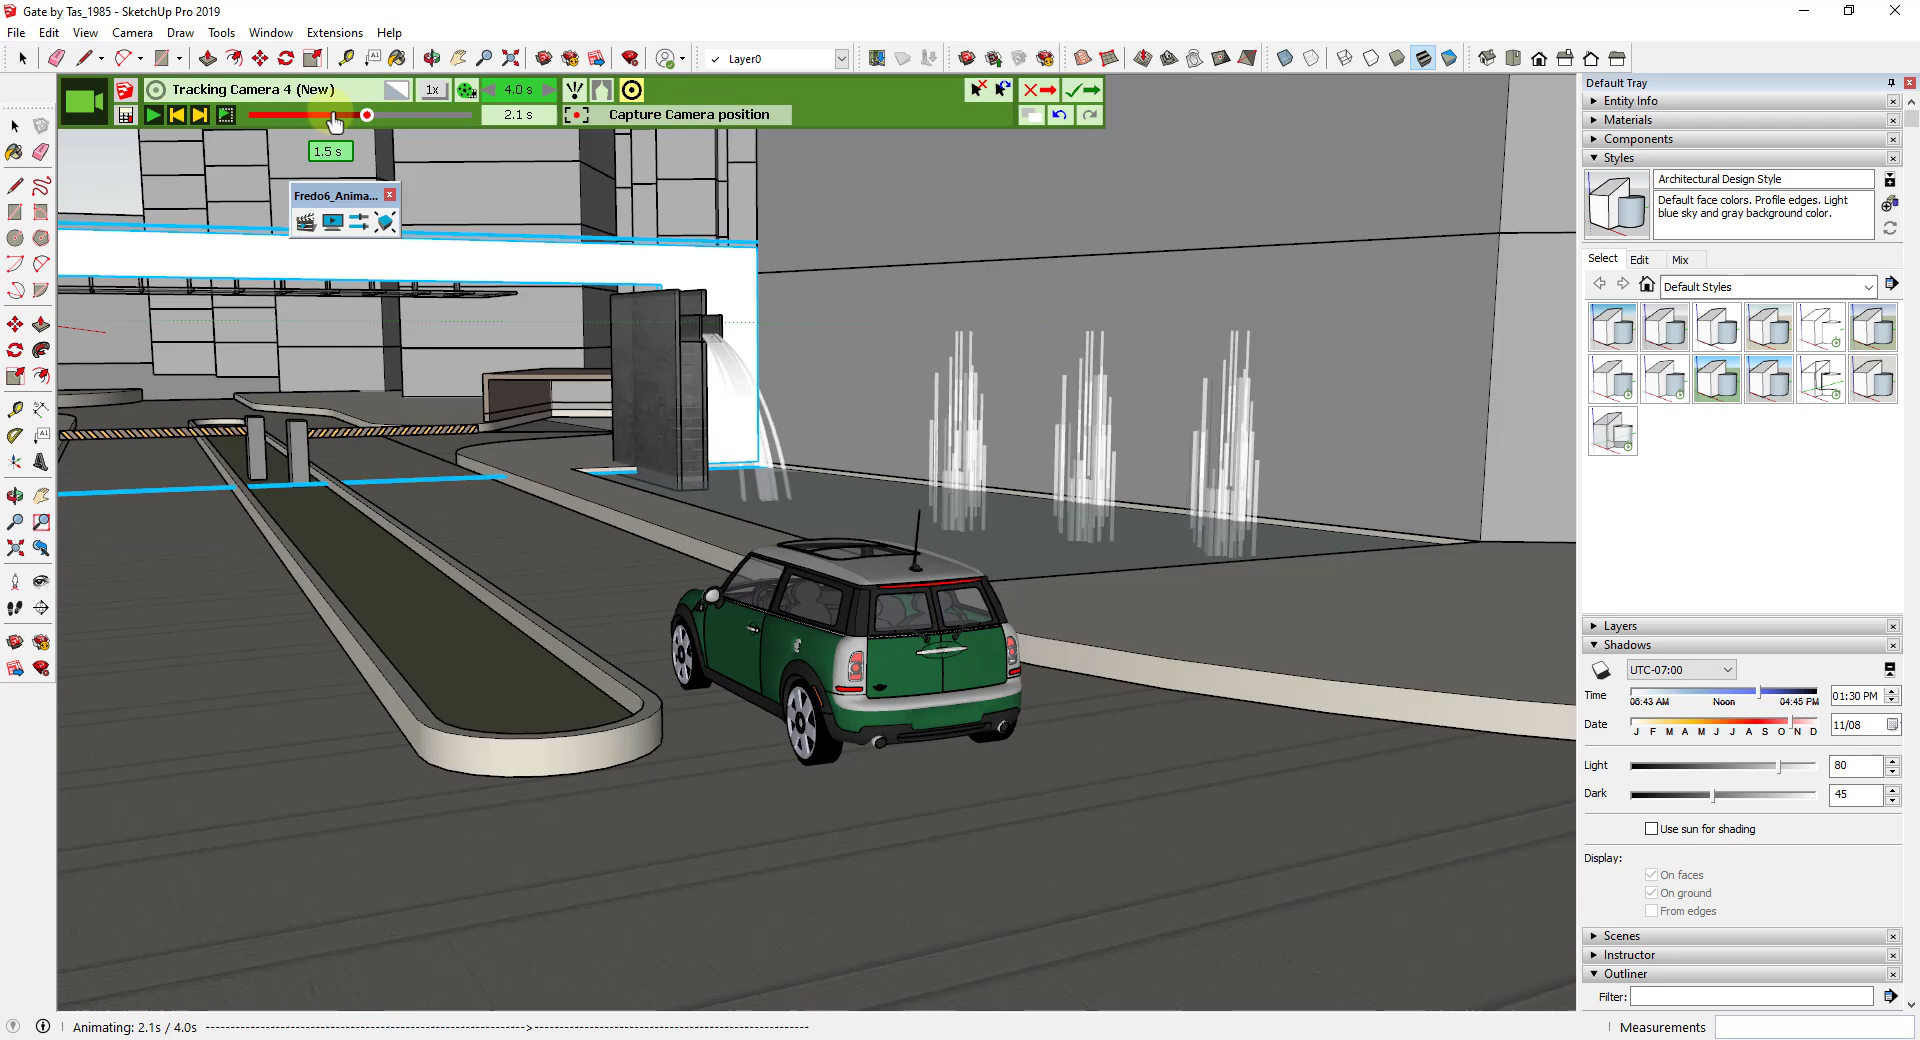 Gate by Tas_1985 - SketchUp Pro 2019
File Edit View Camera Draw Tools Window Extensions Help
Layer0
Tracking Camera 4 (New) 1x 4.0 s
2.1 s Capture Camera position
1.5 s
Fredo6_Anima...
Default Tray
Entity Info
Materials
Components
Styles
Architectural Design Style
Default face colors. Profile edges. Light
blue sky and gray background color.
Select Edit Mix
Default Styles
Layers
Shadows
UTC-07:00
Time 01:30 PM
06:43 AM Noon 04:45 PM
Date 11/08
J F M A M J J A S O N D
Light 80
Dark 45
Use sun for shading
Display:
On faces
On ground
From edges
Scenes
Instructor
Outliner
Filter:
Animating: 2.1s / 4.0s ------------------------------------------------------>----------------------------------------------
Measurements